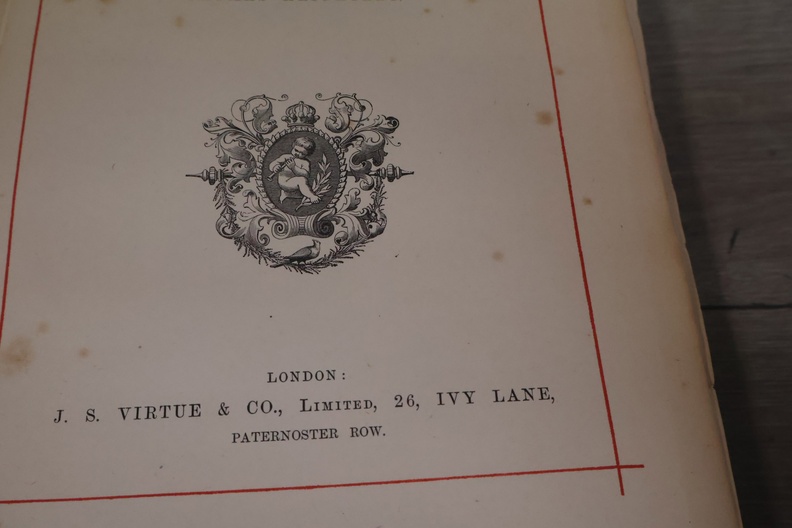 LONDON:
J. S. VIRTUE & CO., LIMITED, 26, IVY LANE,
PATERNOSTER ROW.